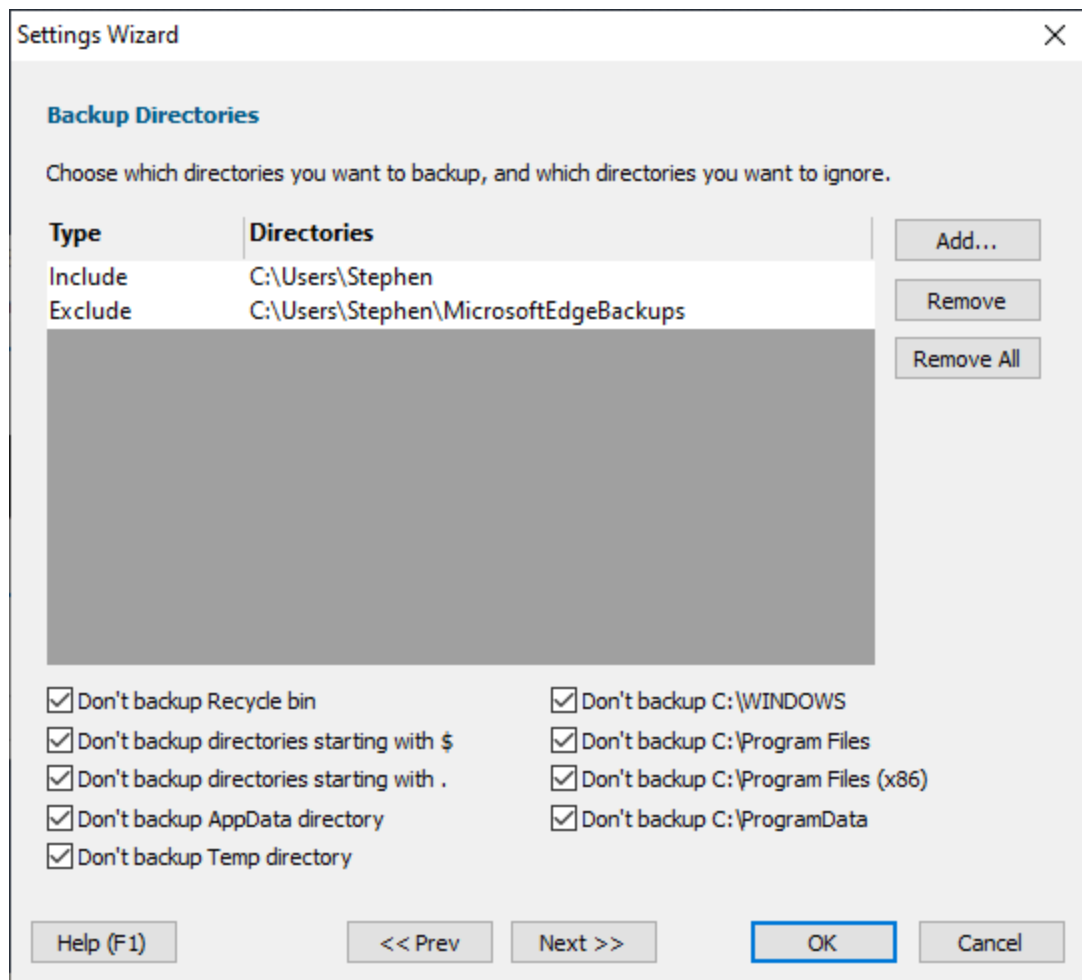 Settings Wizard
Backup Directories
Choose which directories you want to backup, and which directories you want to ignore.
Type Directories
Add...
Include C:\Users\Stephen
Exclude C:\Users\Stephen\MicrosoftEdgeBackups
Remove
Remove All
Don't backup Recycle bin
Don't backup C:\WINDOWS
Don't backup directories starting with $
Don't backup C:\Program Files
Don't backup directories starting with .
Don't backup C:\Program Files (x86)
Don't backup AppData directory
Don't backup C:\ProgramData
Don't backup Temp directory
Help (F1)
<< Prev
Next >>
OK
Cancel